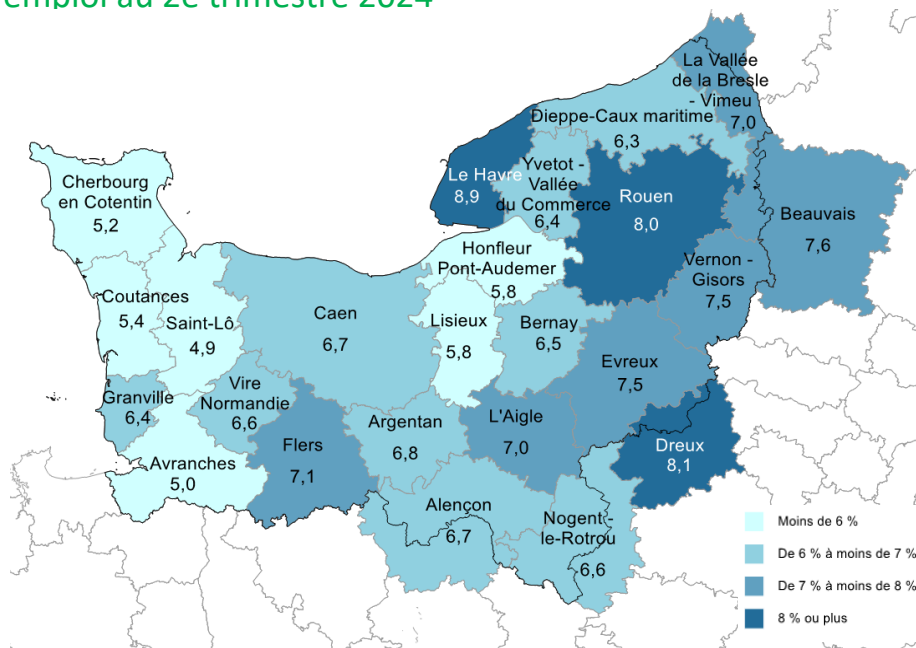 emploi au 2e trimestre 2024
La Vallée
de la Bresle
- Vimeu
7,0
Dieppe-Caux maritime
6,3
Le Havre
8,9
Yvetot -
Vallée
du Commerce
6,4
Rouen
8,0
Beauvais
7,6
Cherbourg
en Cotentin
5,2
Honfleur
Pont-Audemer
5,8
Vernon -
Gisors
7,5
Coutances
5,4
Saint-Lô
4,9
Caen
6,7
Lisieux
5,8
Bernay
6,5
Evreux
7,5
Granville
6,4
Vire
Normandie
6,6
Flers
7,1
Argentan
6,8
L'Aigle
7,0
Dreux
8,1
Avranches
5,0
Alençon
6,7
Nogent -
le-Rotrou
6,6
Moins de 6 %
De 6 % à moins de 7 %
De 7 % à moins de 8 %
8 % ou plus